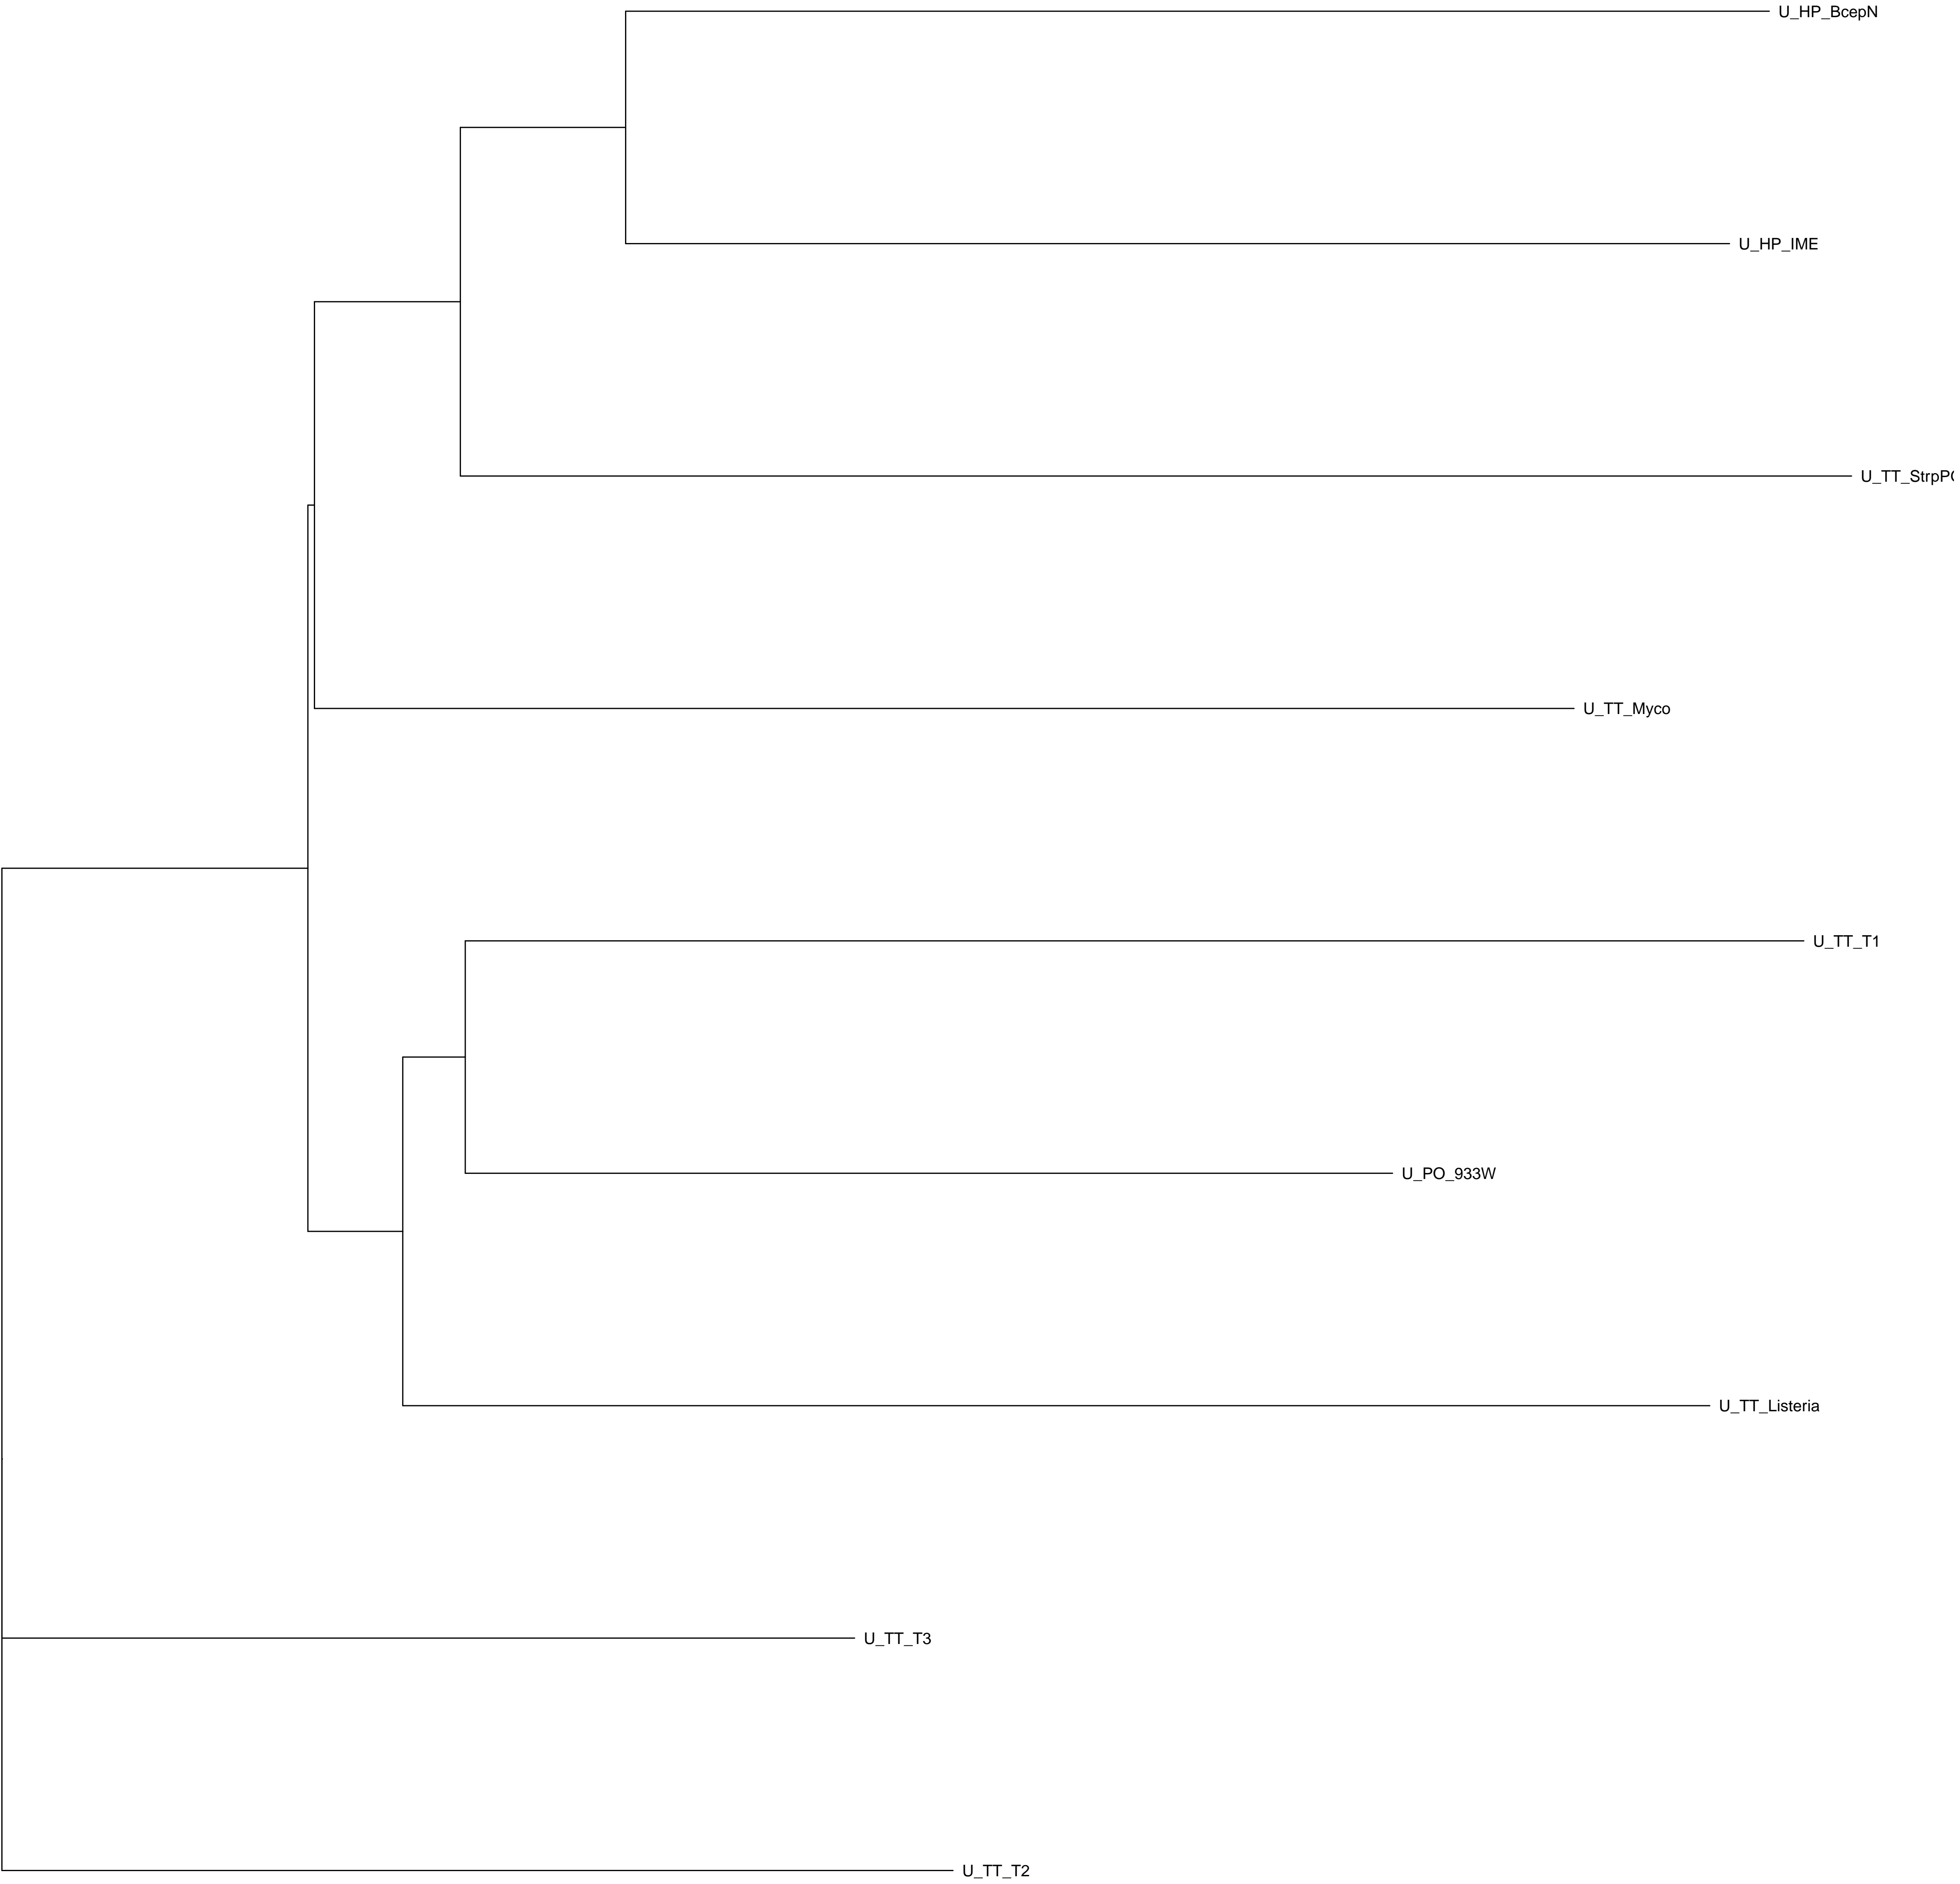 U_HP_BcepN
U_HP_IME
U_TT_StrpP
U_TT_Myco
U_TT_T1
U_PO_933W
U_TT_Listeria
U_TT_T3
U_TT_T2